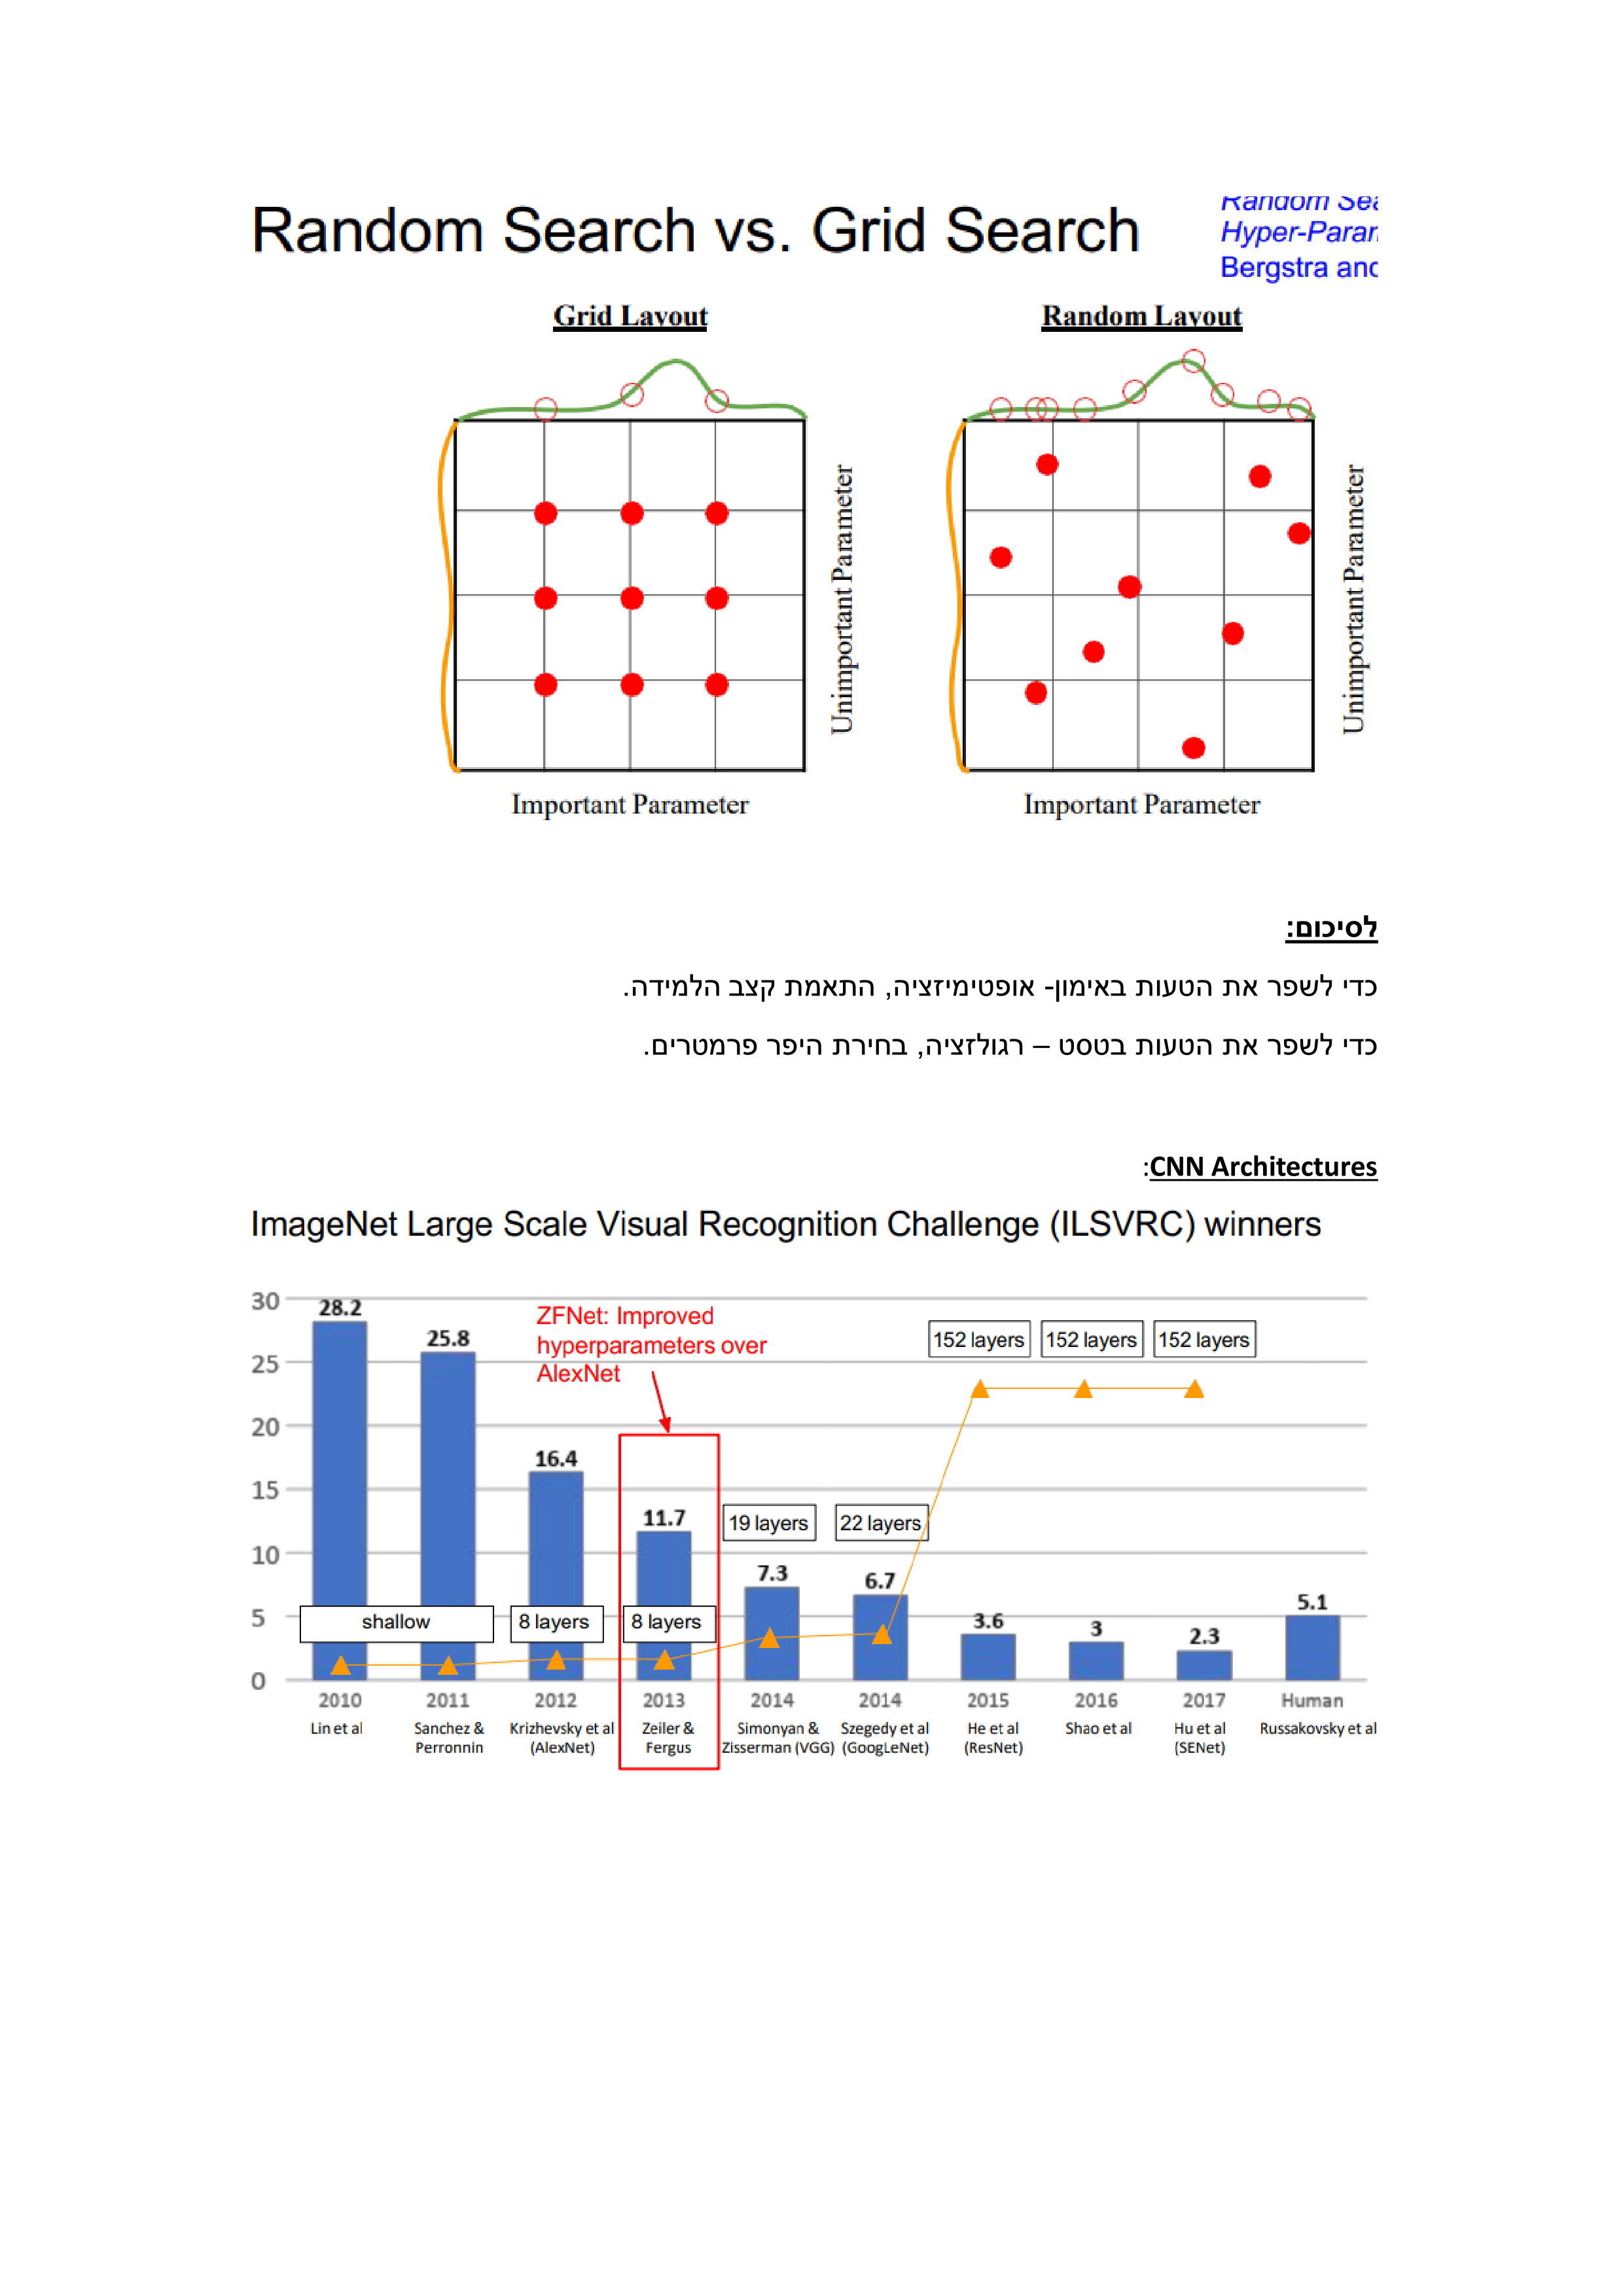 Random Search vs. Grid Search
Random
Hyper-Param
Bergstra and
Grid Layout
Random Layout
Unimportant Parameter
Unimportant Parameter
Important Parameter
Important Parameter
לסיכום:
כדי לשפר את הטעות באימון- אופטימיזציה, התאמת קצב הלמידה.
כדי לשפר את הטעות בטסט – רגולזציה, בחירת היפר פרמטרים.
CNN Architectures:
ImageNet Large Scale Visual Recognition Challenge (ILSVRC) winners
30
25
20
15
10
5
0
28.2
25.8
16.4
11.7
7.3
6.7
3.6
3
2.3
5.1
ZFNet: Improved
hyperparameters over
AlexNet
152 layers
152 layers
152 layers
19 layers
22 layers
shallow
8 layers
8 layers
2010
2011
2012
2013
2014
2014
2015
2016
2017
Human
Lin et al
Sanchez &
Perronnin
Krizhevsky et al
(AlexNet)
Zeiler &
Fergus
Simonyan &
Zisserman (VGG)
Szegedy et al
(GoogLeNet)
He et al
(ResNet)
Shao et al
Hu et al
(SENet)
Russakovsky et al